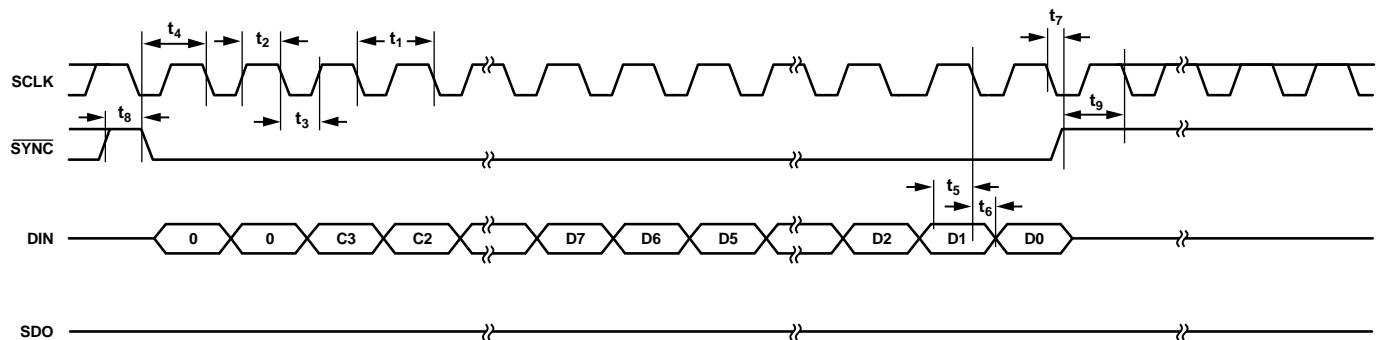 t4 t2 t1 t7
SCLK
t8 t3 t9
SYNC
t5
t6
DIN 0 0 C3 C2 D7 D6 D5 D2 D1 D0
SDO